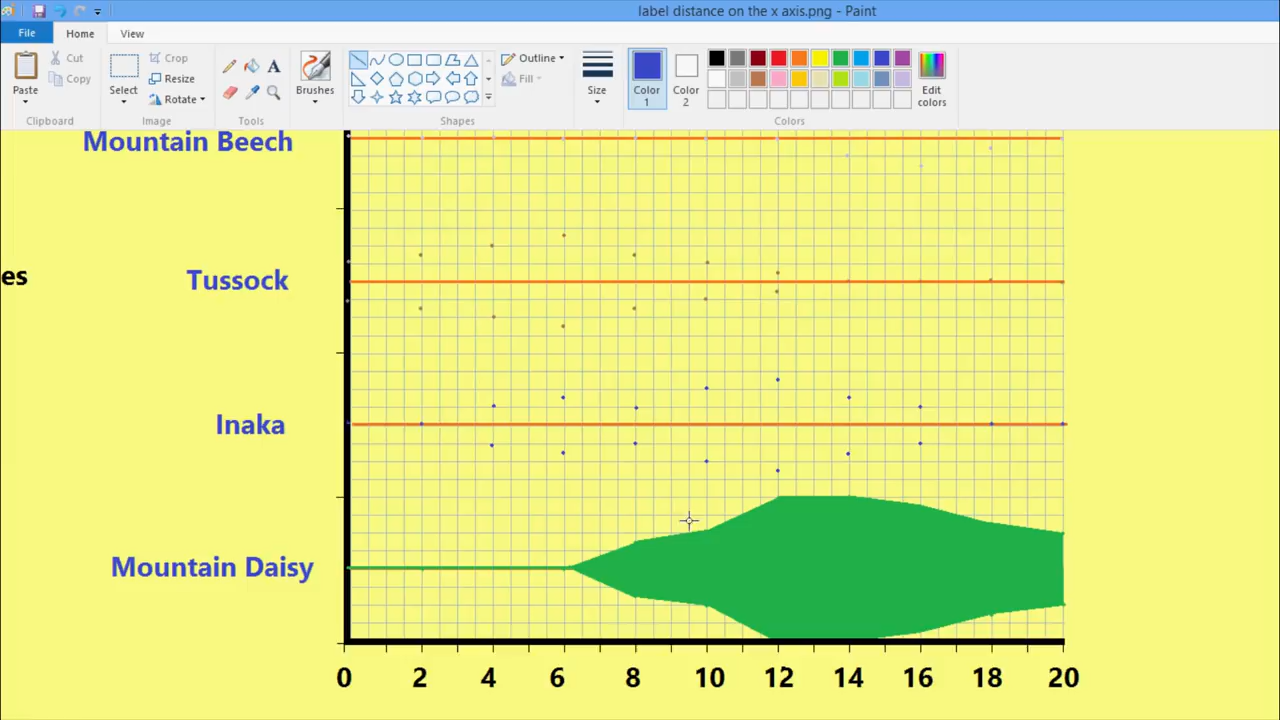 label distance on the x axis.png - Paint
File
Home
View
Paste
Cut
Copy
Clipboard
Select
Crop
Resize
Rotate
Image
A
Tools
Brushes
Outline
Fill
Shapes
Size
Color
1
Color
2
Edit
colors
Colors
Mountain Beech
es
Tussock
Inaka
Mountain Daisy
0 2 4 6 8 10 12 14 16 18 20